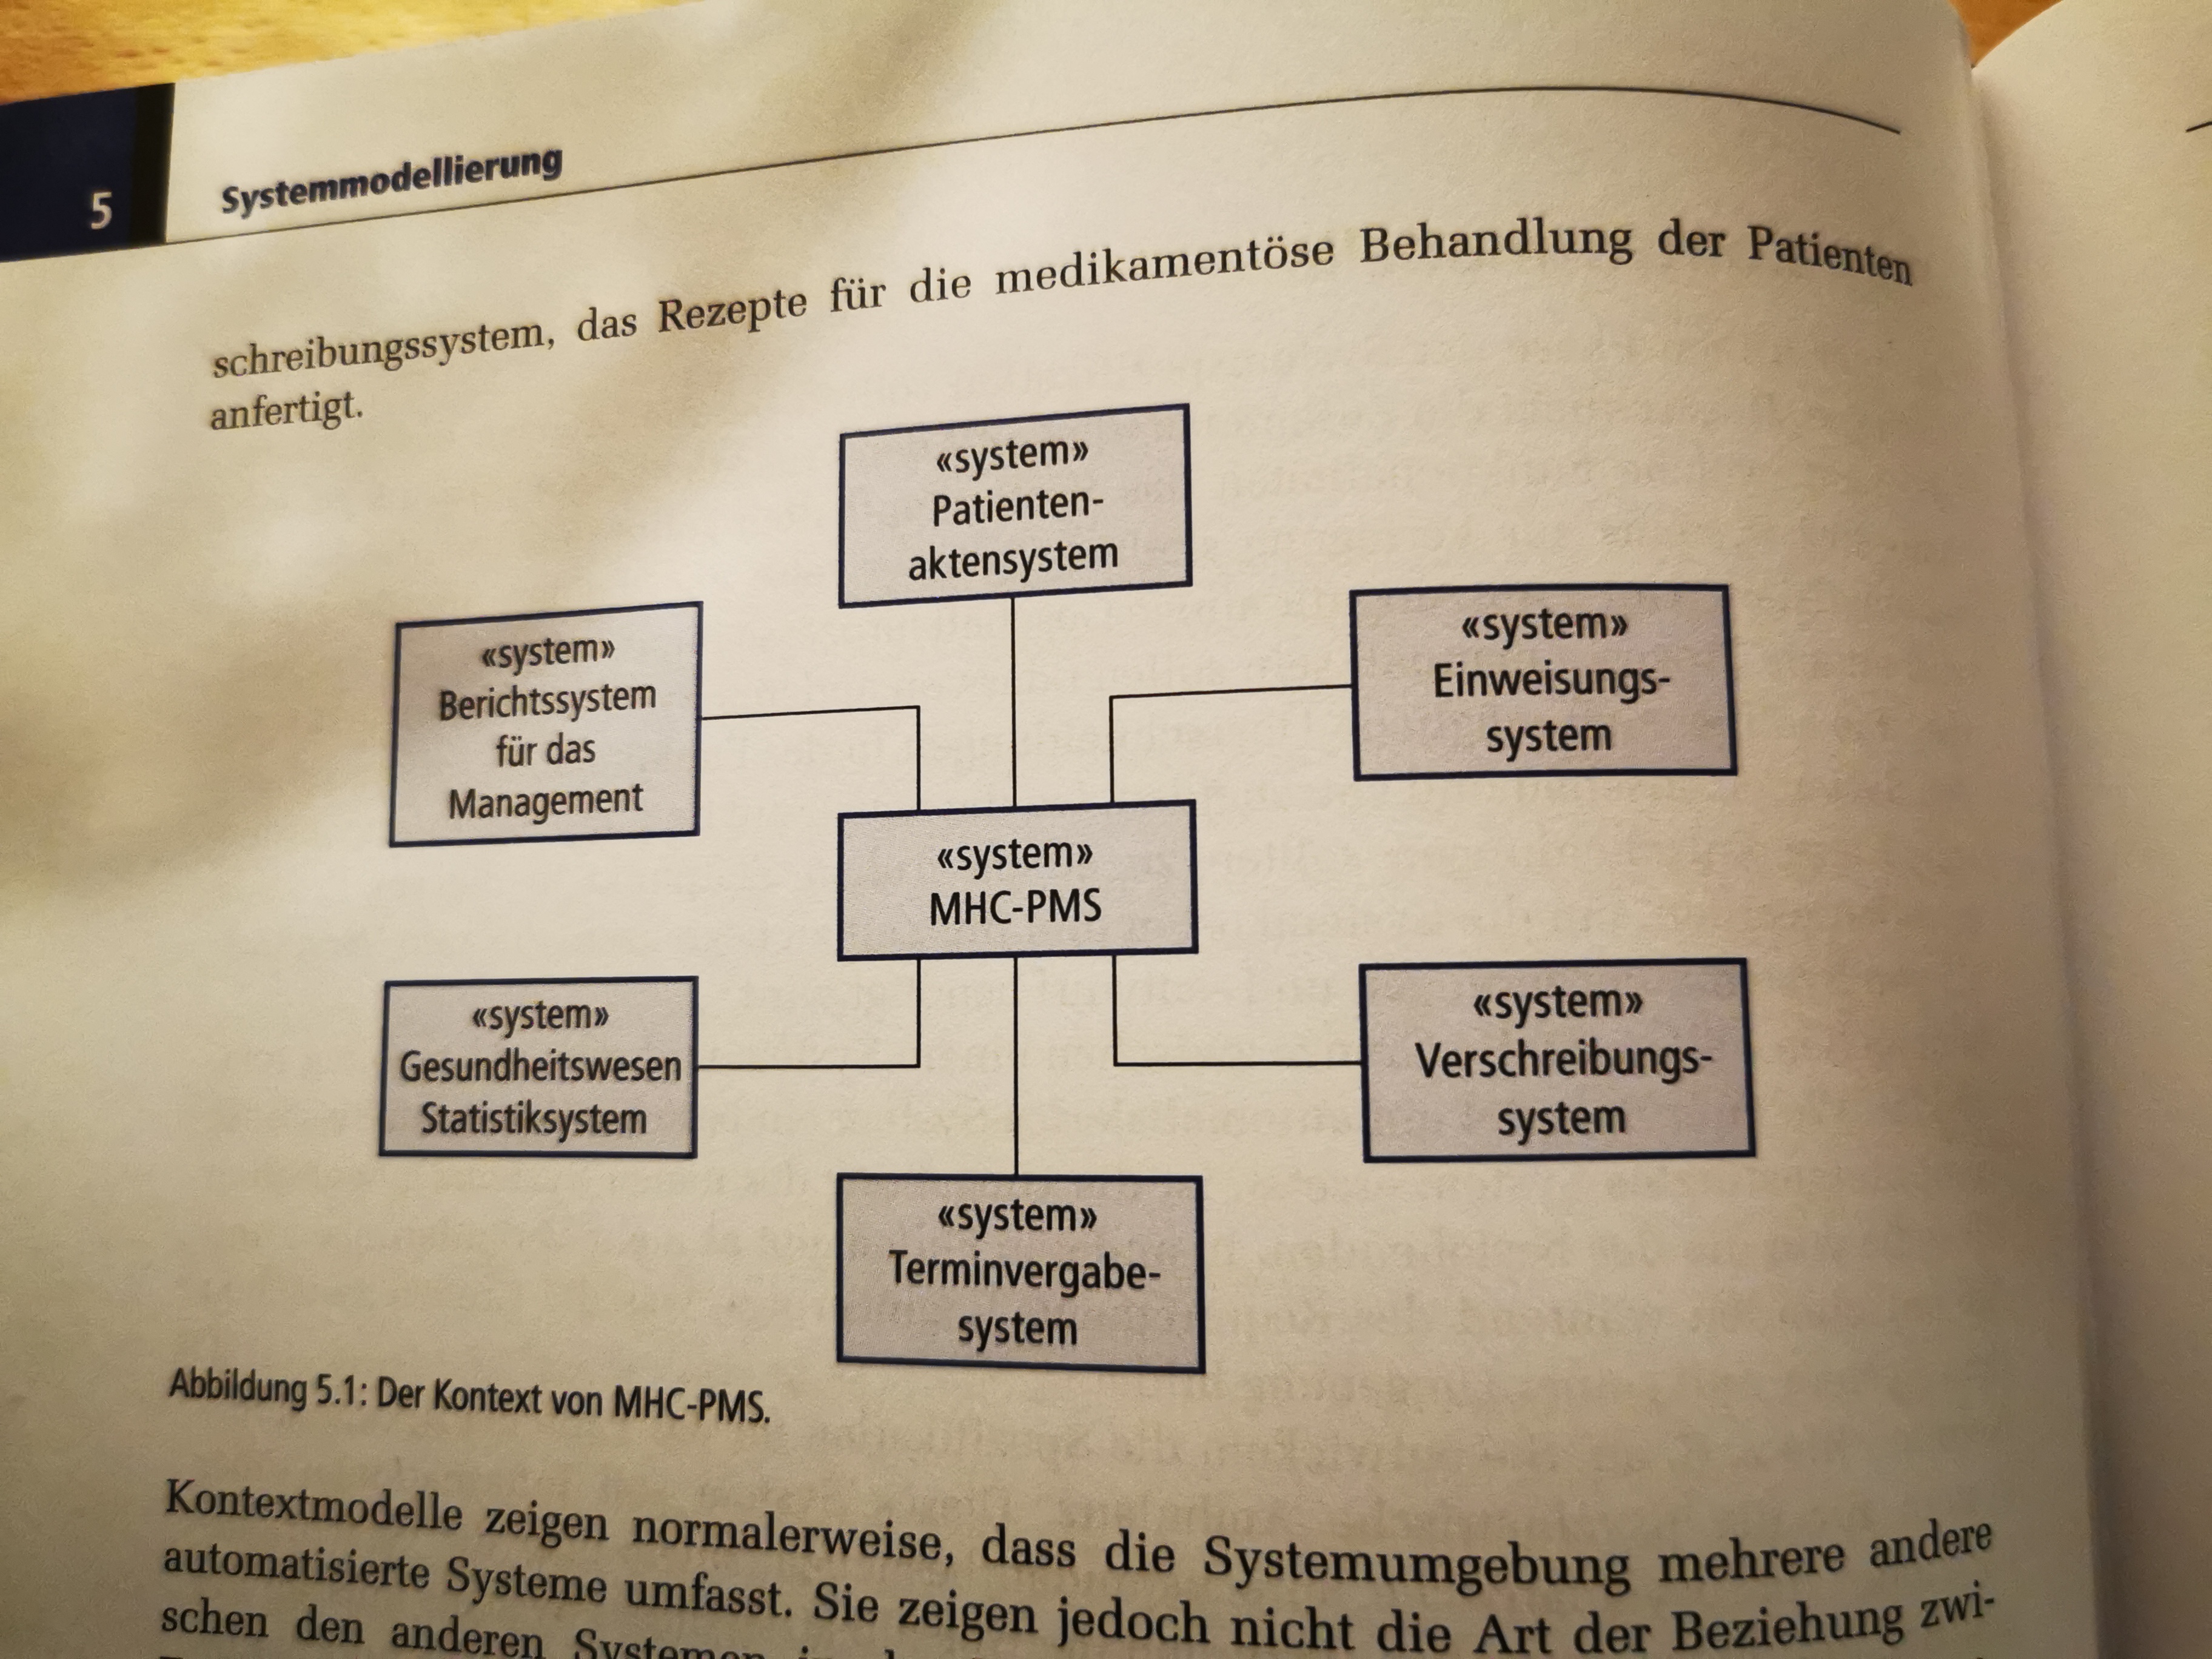 5
Systemmodellierung
schreibungssystem, das Rezepte für die medikamentöse Behandlung der Patienten
anfertigt.
«system»
Patienten-
aktensystem
«system»
Berichtssystem
für das
Management
«system»
Einweisungs-
system
«system»
MHC-PMS
«system»
Gesundheitswesen
Statistiksystem
«system»
Verschreibungs-
system
«system»
Terminvergabe-
system
Abbildung 5.1: Der Kontext von MHC-PMS.
Kontextmodelle zeigen normalerweise, dass die Systemumgebung mehrere andere
automatisierte Systeme umfasst. Sie zeigen jedoch nicht die Art der Beziehung zwi-
schen den anderen Systemen